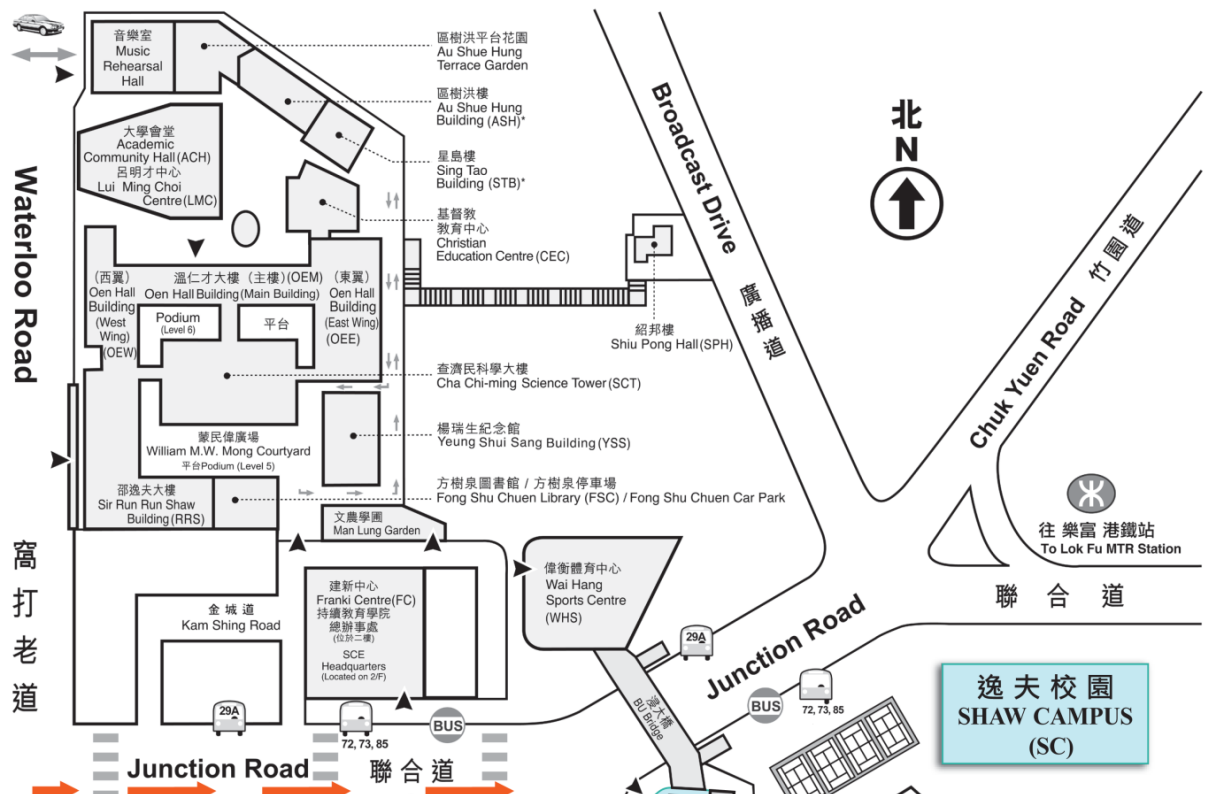 音樂室
Music
Rehearsal
Hall
區樹洪平台花園
Au Shue Hung
Terrace Garden
區樹洪樓
Au Shue Hung
Building (ASH)*
大學會堂
Academic
Community Hall (ACH)
呂明才中心
Lui Ming Choi
Centre (LMC)
星島樓
Sing Tao
Building (STB)*
基督教
教育中心
Christian
Education Centre (CEC)
Waterloo Road
窩打老道
Broadcast Drive 廣播道
北
N
Chuk Yuen Road 竹園道
(西翼)
Oen Hall
Building
(West
Wing)
(OEW)
溫仁才大樓 (主樓) (OEM)
Oen Hall Building (Main Building)
(東翼)
Oen Hall
Building
(East Wing)
(OEE)
Podium
(Level 6)
平台
紹邦樓
Shiu Pong Hall (SPH)
查濟民科學大樓
Cha Chi-ming Science Tower (SCT)
蒙民偉廣場
William M.W. Mong Courtyard
平台Podium (Level 5)
楊瑞生紀念館
Yeung Shui Sang Building (YSS)
邵逸夫大樓
Sir Run Run Shaw
Building (RRS)
方樹泉圖書館 / 方樹泉停車場
Fong Shu Chuen Library (FSC) / Fong Shu Chuen Car Park
文農學圃
Man Lung Garden
往 樂富 港鐵站
To Lok Fu MTR Station
聯合道
建新中心
Franki Centre (FC)
持續教育學院
總辦事處
(位於二樓)
SCE
Headquarters
(Located on 2/F)
偉衡體育中心
Wai Hang
Sports Centre
(WHS)
金城道
Kam Shing Road
Junction Road
29A
浸大橋
BU Bridge
BUS
72, 73, 85
逸夫校園
SHAW CAMPUS
(SC)
29A
72, 73, 85
BUS
Junction Road 聯合道